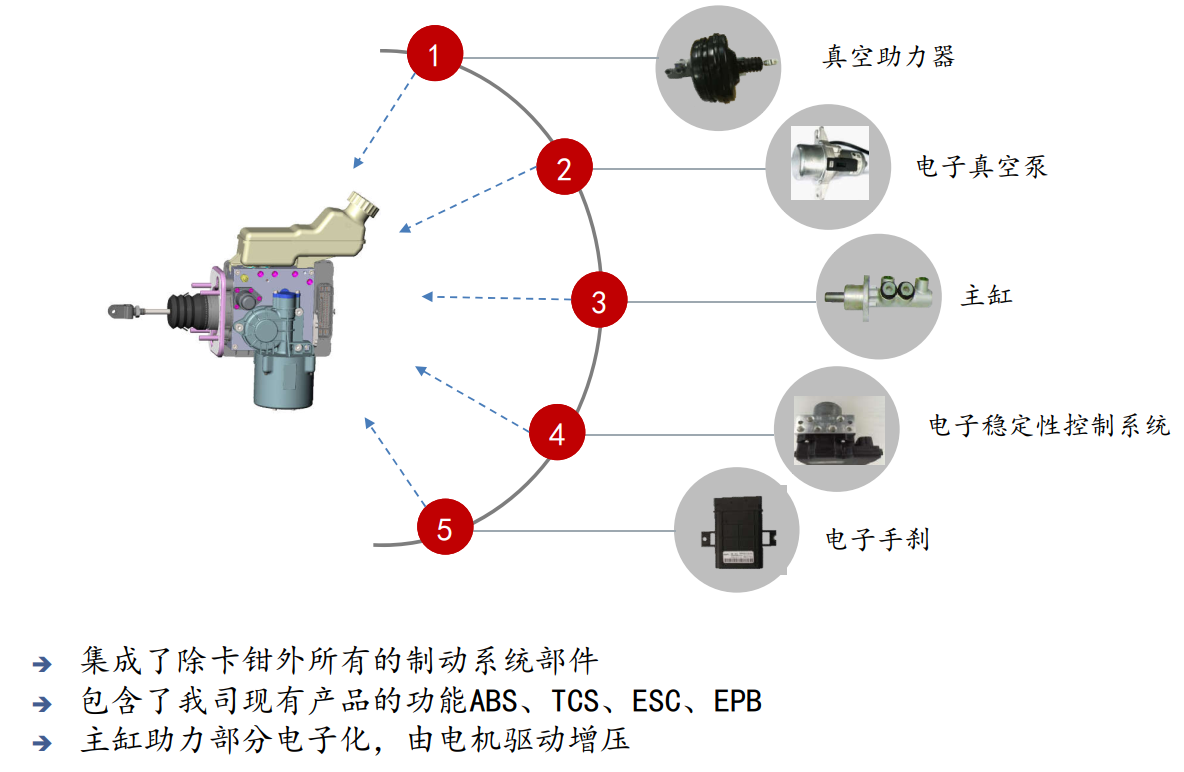 1
真空助力器
2
电子真空泵
3
主缸
4
电子稳定性控制系统
5
电子手刹
集成了除卡钳外所有的制动系统部件
包含了我司现有产品的功能ABS、TCS、ESC、EPB
主缸助力部分电子化，由电机驱动增压